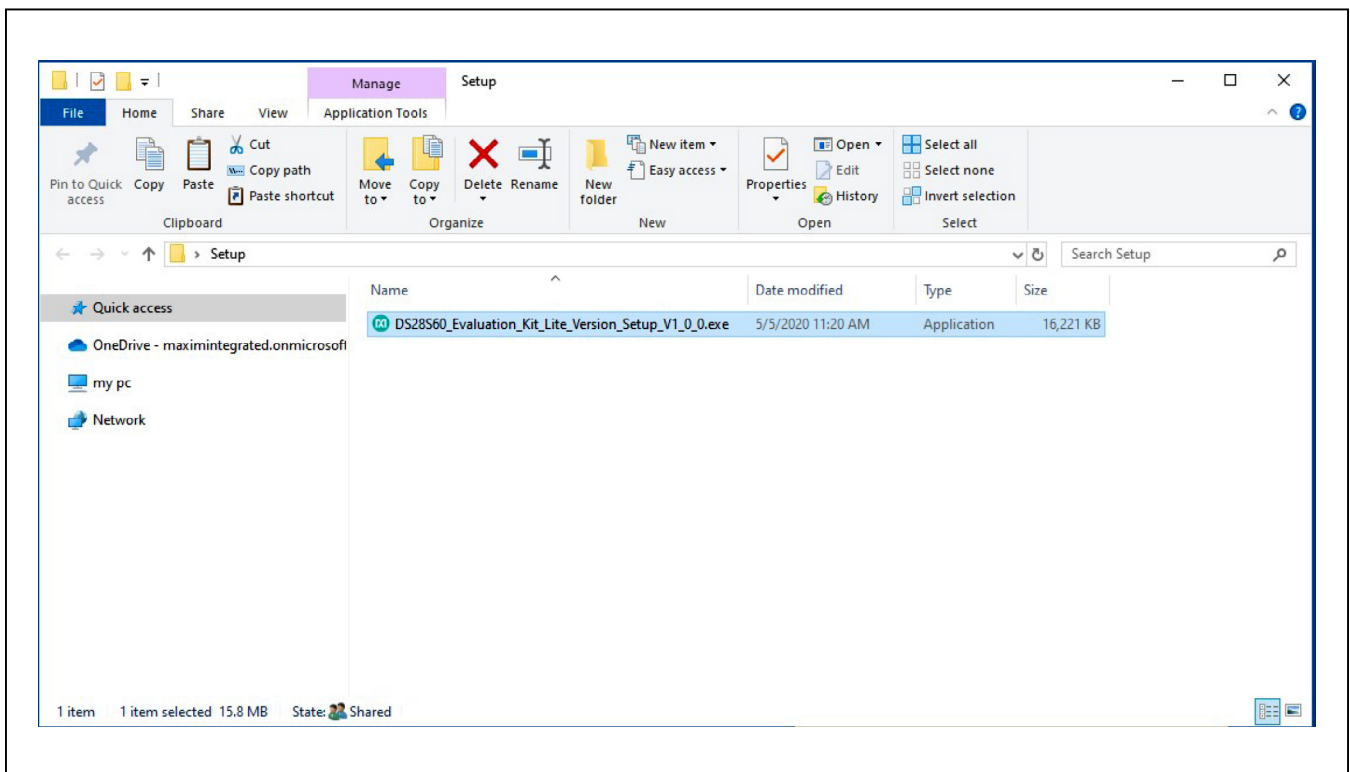 Manage Setup
File Home Share View Application Tools
Pin to Quick access
Copy
Paste
Cut
Copy path
Paste shortcut
Clipboard
Move to
Copy to
Delete
Rename
Organize
New folder
New item
Easy access
New
Properties
Open
Edit
History
Open
Select all
Select none
Invert selection
Select
Setup
Search Setup
Name Date modified Type Size
DS28S60_Evaluation_Kit_Lite_Version_Setup_V1_0_0.exe 5/5/2020 11:20 AM Application 16,221 KB
Quick access
OneDrive - maximintegrated.onmicrosoft
my pc
Network
1 item 1 item selected 15.8 MB State: Shared